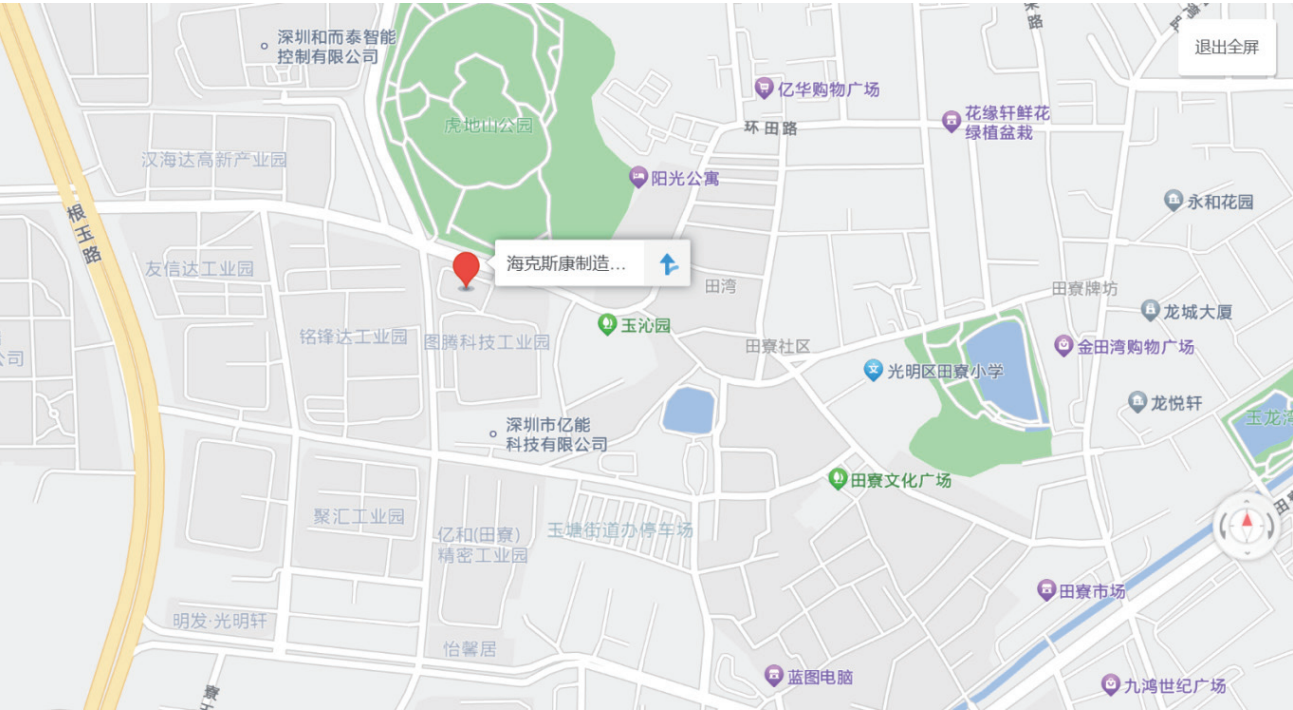 深圳和而泰智能
控制有限公司
退出全屏
亿华购物广场
花缘轩鲜花
绿植盆栽
虎地山公园
环田路
汉海达高新产业园
阳光公寓
永和花园
根玉路
友信达工业园
海克斯康制造...
田湾
田寮牌坊
龙城大厦
玉沁园
铭锋达工业园
图腾科技工业园
田寮社区
金田湾购物广场
公司
光明区田寮小学
龙悦轩
玉龙湾
深圳市亿能
科技有限公司
田寮文化广场
聚汇工业园
亿和(田寮)
精密工业园
玉塘街道办停车场
田寮市场
明发·光明轩
怡馨居
蓝图电脑
九鸿世纪广场